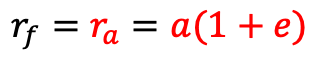 r_f = r_a = a(1 + e)